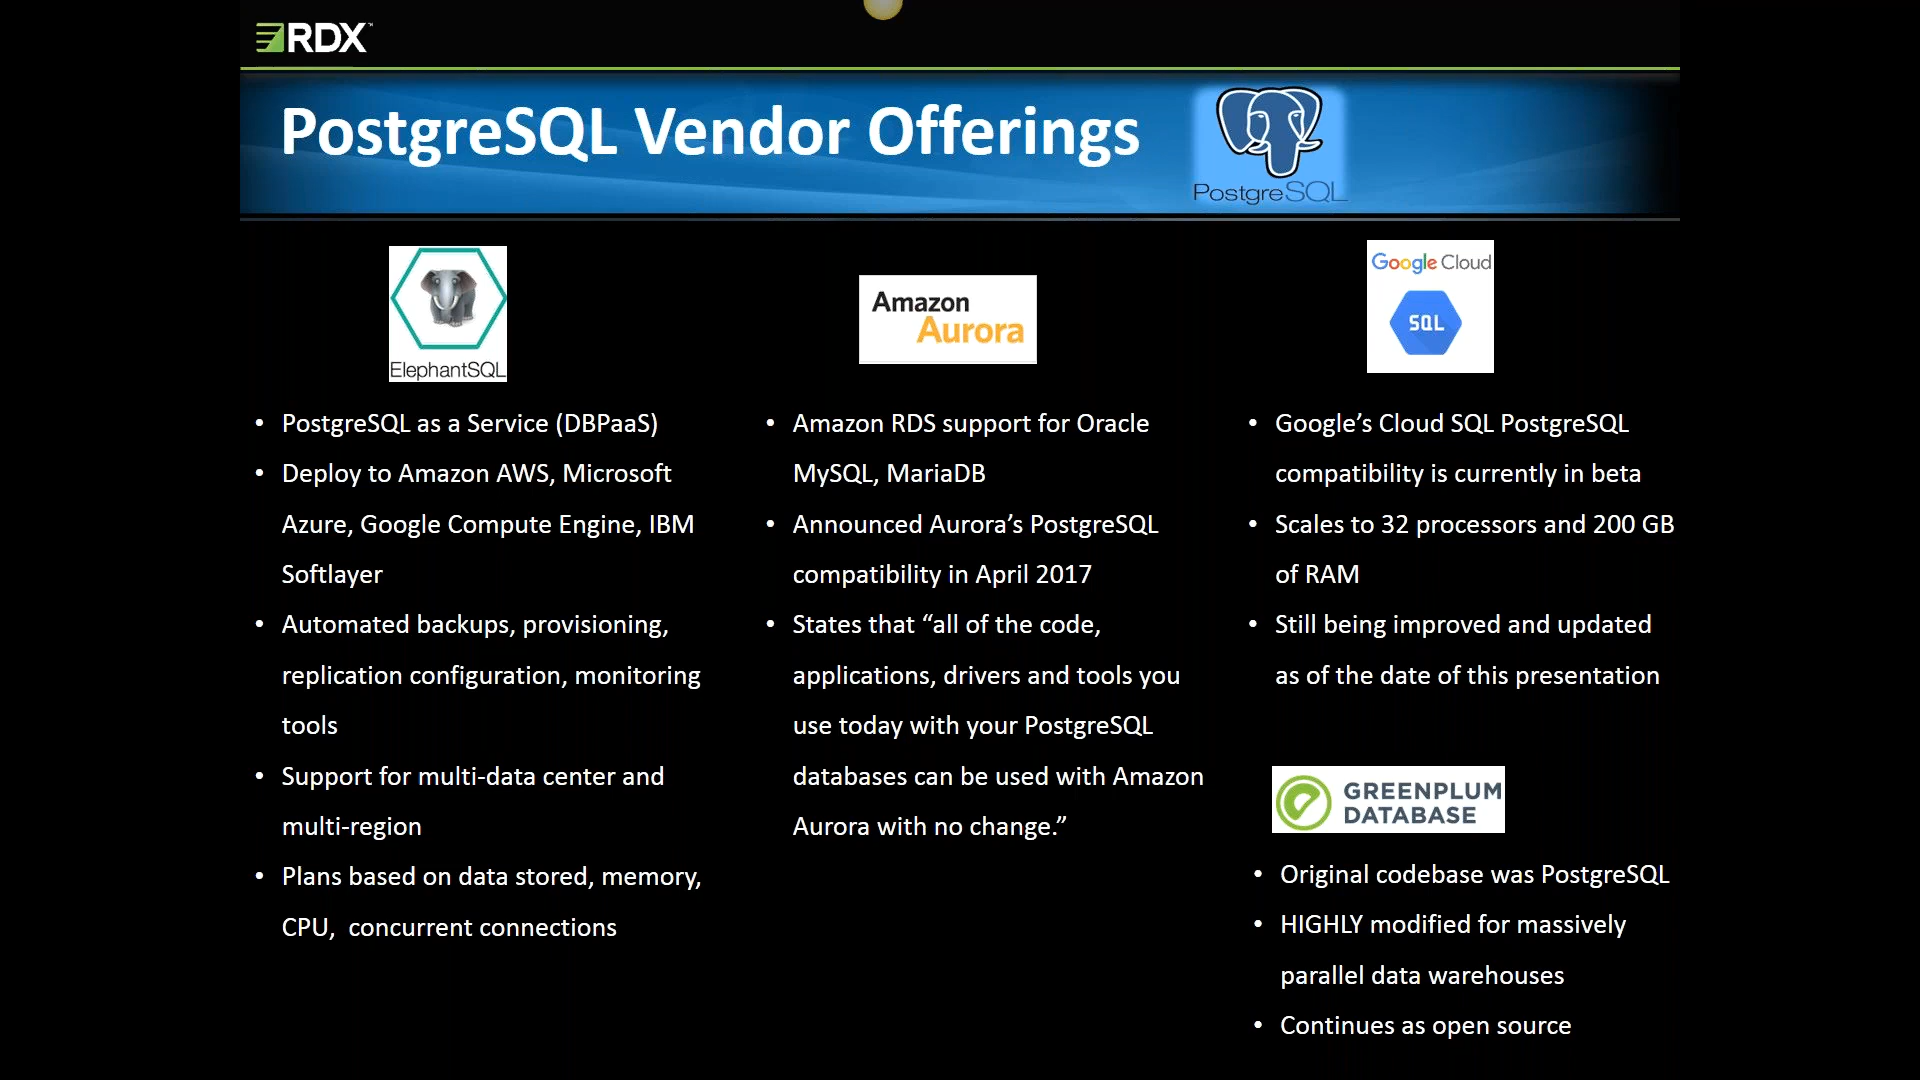 RDX™
PostgreSQL Vendor Offerings
PostgreSQL
ElephantSQL
• PostgreSQL as a Service (DBPaaS)
• Deploy to Amazon AWS, Microsoft
Azure, Google Compute Engine, IBM
Softlayer
• Automated backups, provisioning,
replication configuration, monitoring
tools
• Support for multi-data center and
multi-region
• Plans based on data stored, memory,
CPU,  concurrent connections
Amazon
Aurora
• Amazon RDS support for Oracle
MySQL, MariaDB
• Announced Aurora’s PostgreSQL
compatibility in April 2017
• States that “all of the code,
applications, drivers and tools you
use today with your PostgreSQL
databases can be used with Amazon
Aurora with no change.”
Google Cloud
SQL
• Google’s Cloud SQL PostgreSQL
compatibility is currently in beta
• Scales to 32 processors and 200 GB
of RAM
• Still being improved and updated
as of the date of this presentation
GREENPLUM
DATABASE
• Original codebase was PostgreSQL
• HIGHLY modified for massively
parallel data warehouses
• Continues as open source